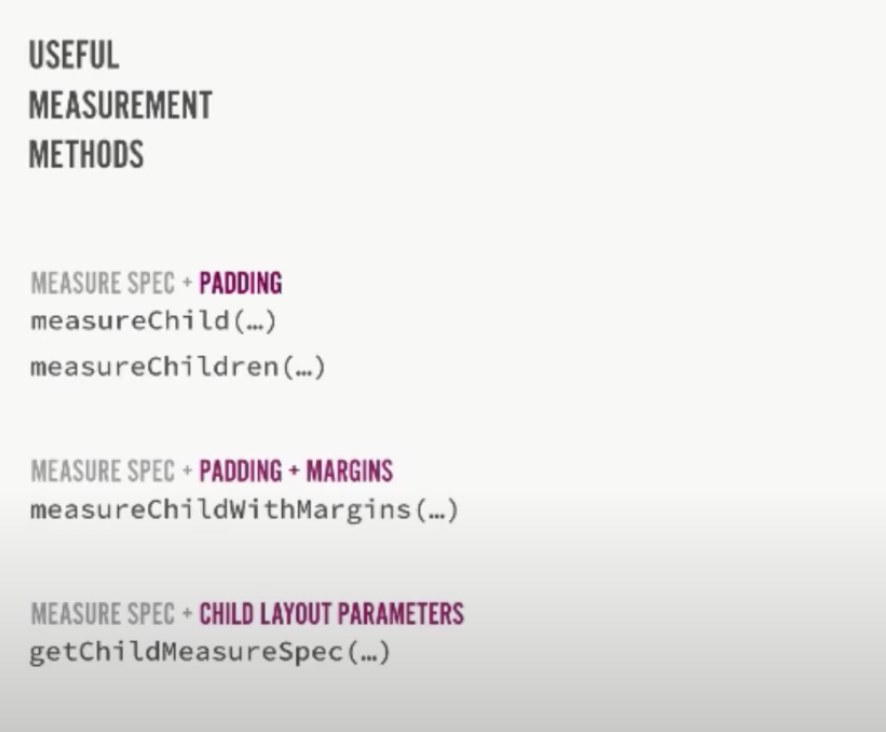 USEFUL
MEASUREMENT
METHODS
MEASURE SPEC + PADDING
measureChild(…)
measureChildren(…)
MEASURE SPEC + PADDING + MARGINS
measureChildWithMargins(…)
MEASURE SPEC + CHILD LAYOUT PARAMETERS
getChildMeasureSpec(…)